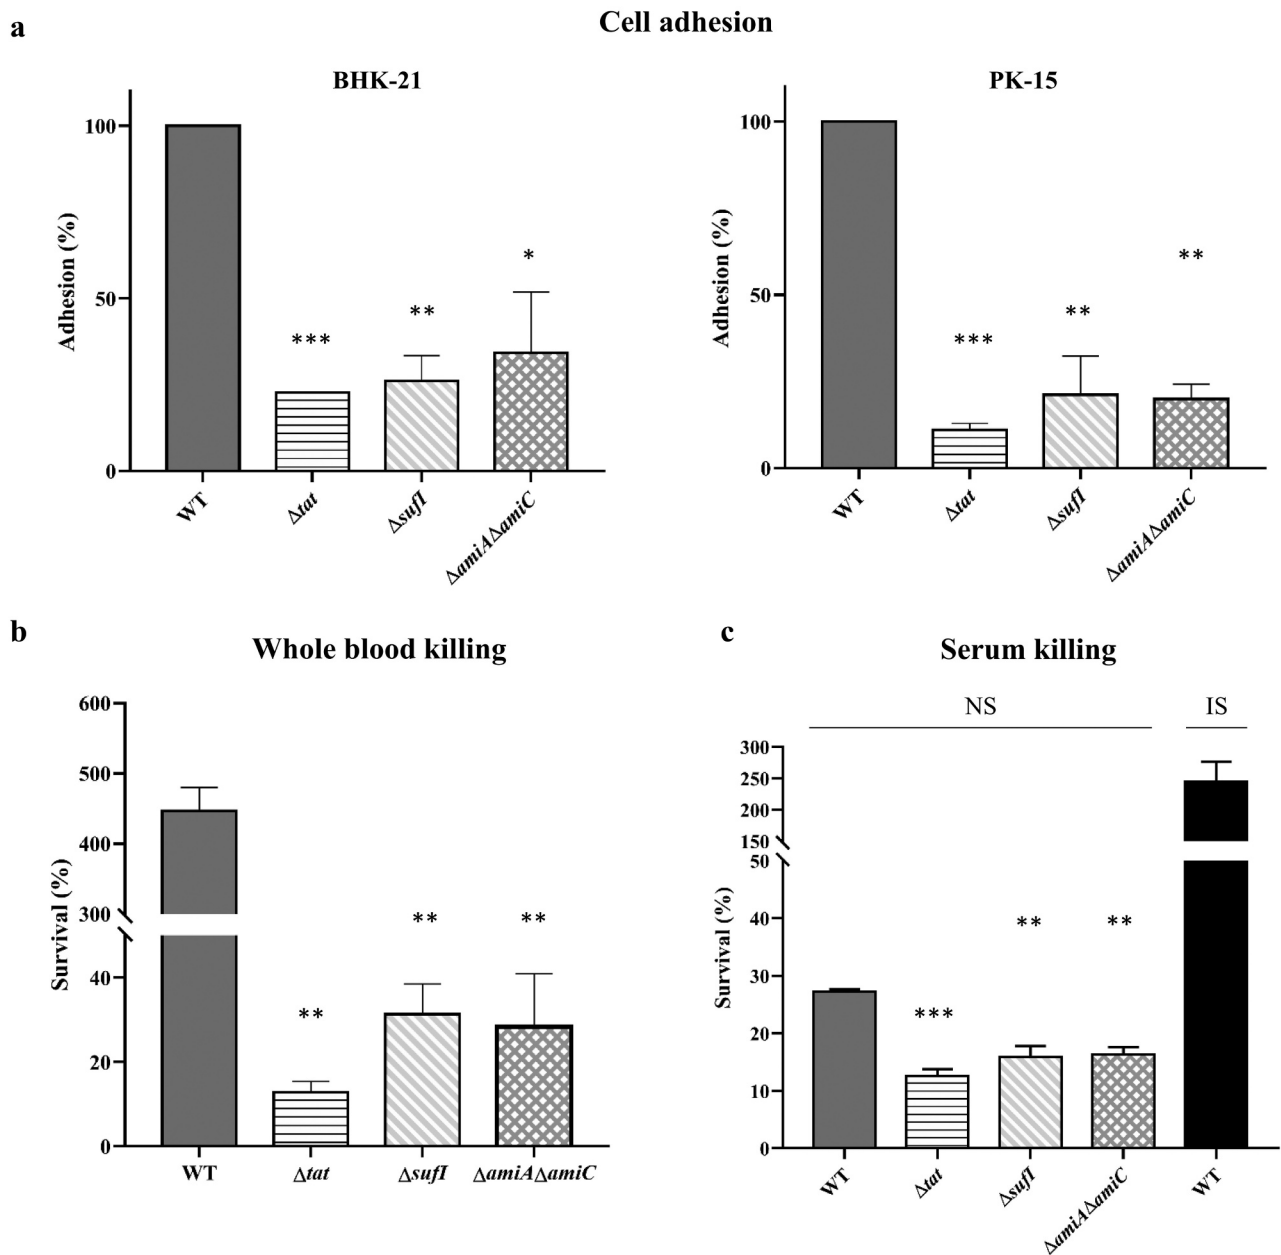 a
Cell adhesion
BHK-21
Adhesion (%)
100
50
0
***
**
*
WT
Δtat
ΔsufI
ΔamiAΔamiC
PK-15
Adhesion (%)
100
50
0
***
**
**
WT
Δtat
ΔsufI
ΔamiAΔamiC
b
Whole blood killing
Survival (%)
600
500
400
300
40
20
0
**
**
**
WT
Δtat
ΔsufI
ΔamiAΔamiC
c
Serum killing
NS
IS
Survival (%)
300
250
200
150
50
40
30
20
10
0
***
**
**
WT
Δtat
ΔsufI
ΔamiAΔamiC
WT